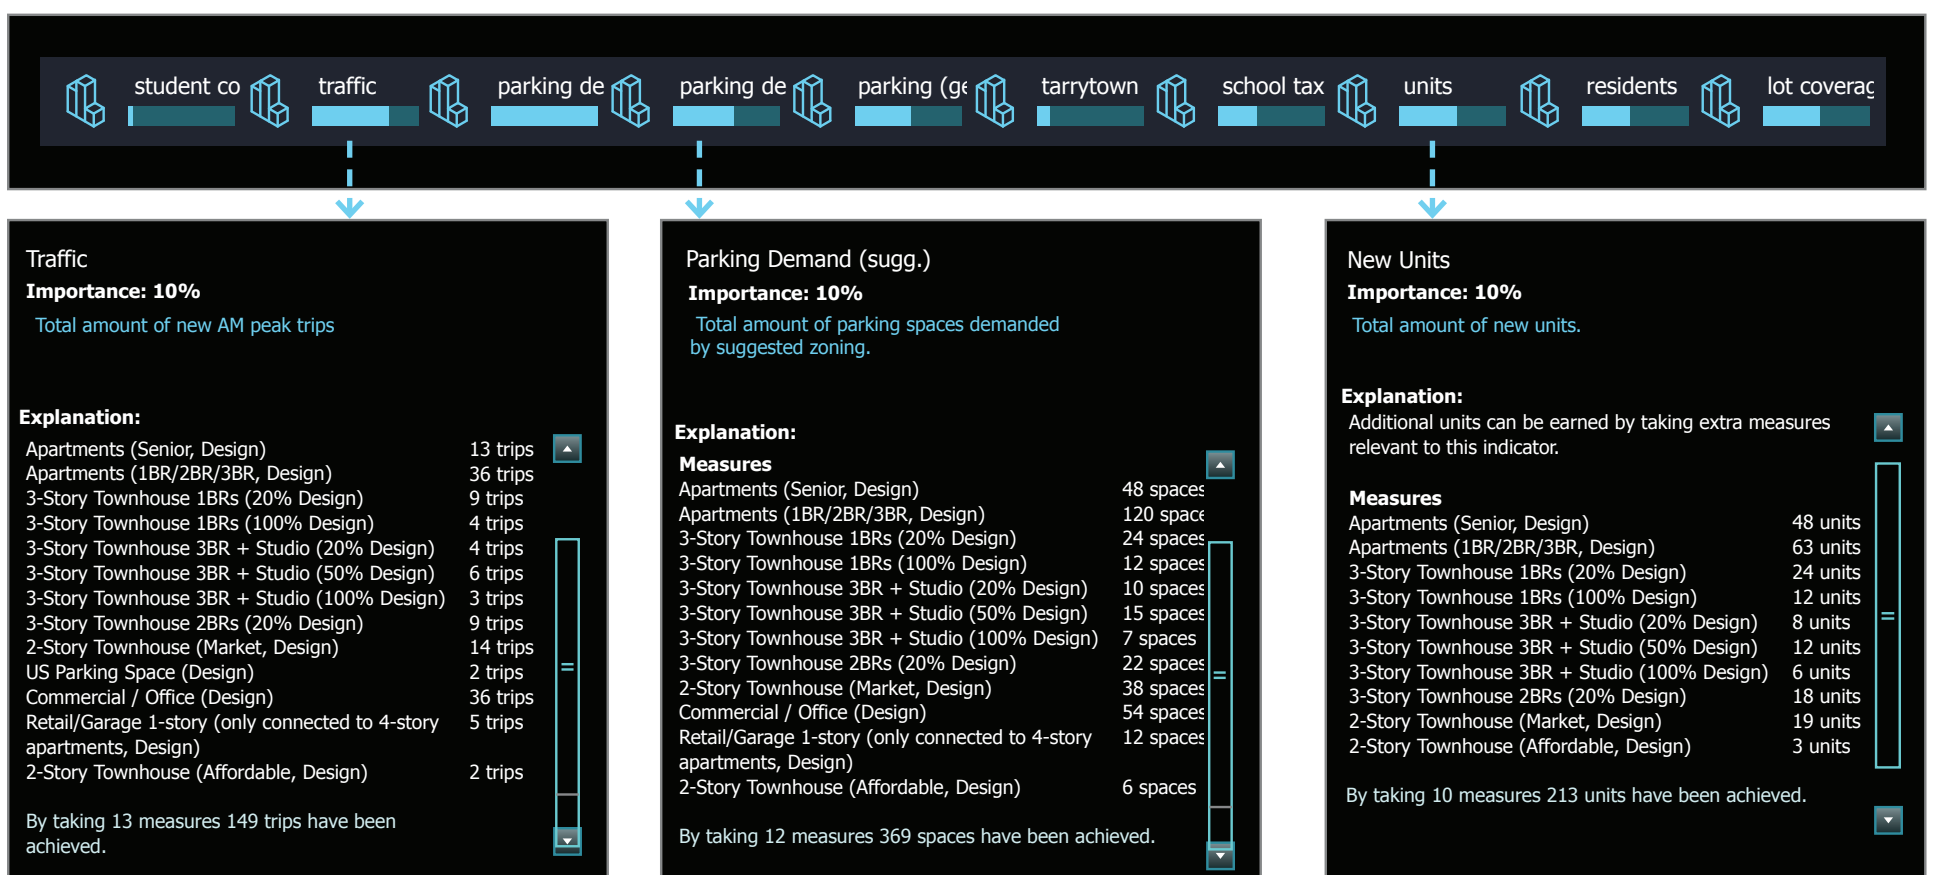 student co
traffic
parking de
parking de
parking (ge
tarrytown
school tax
units
residents
lot coverag
Traffic
Importance: 10%
Total amount of new AM peak trips
Explanation:
Apartments (Senior, Design) 13 trips
Apartments (1BR/2BR/3BR, Design) 36 trips
3-Story Townhouse 1BRs (20% Design) 9 trips
3-Story Townhouse 1BRs (100% Design) 4 trips
3-Story Townhouse 3BR + Studio (20% Design) 4 trips
3-Story Townhouse 3BR + Studio (50% Design) 6 trips
3-Story Townhouse 3BR + Studio (100% Design) 3 trips
3-Story Townhouse 2BRs (20% Design) 9 trips
2-Story Townhouse (Market, Design) 14 trips
US Parking Space (Design) 2 trips
Commercial / Office (Design) 36 trips
Retail/Garage 1-story (only connected to 4-story 5 trips
apartments, Design)
2-Story Townhouse (Affordable, Design) 2 trips
By taking 13 measures 149 trips have been
achieved.
Parking Demand (sugg.)
Importance: 10%
Total amount of parking spaces demanded
by suggested zoning.
Explanation:
Measures
Apartments (Senior, Design) 48 spaces
Apartments (1BR/2BR/3BR, Design) 120 space
3-Story Townhouse 1BRs (20% Design) 24 spaces
3-Story Townhouse 1BRs (100% Design) 12 spaces
3-Story Townhouse 3BR + Studio (20% Design) 10 spaces
3-Story Townhouse 3BR + Studio (50% Design) 15 spaces
3-Story Townhouse 3BR + Studio (100% Design) 7 spaces
3-Story Townhouse 2BRs (20% Design) 22 spaces
2-Story Townhouse (Market, Design) 38 spaces
Commercial / Office (Design) 54 spaces
Retail/Garage 1-story (only connected to 4-story 12 spaces
apartments, Design)
2-Story Townhouse (Affordable, Design) 6 spaces
By taking 12 measures 369 spaces have been achieved.
New Units
Importance: 10%
Total amount of new units.
Explanation:
Additional units can be earned by taking extra measures
relevant to this indicator.
Measures
Apartments (Senior, Design) 48 units
Apartments (1BR/2BR/3BR, Design) 63 units
3-Story Townhouse 1BRs (20% Design) 24 units
3-Story Townhouse 1BRs (100% Design) 12 units
3-Story Townhouse 3BR + Studio (20% Design) 8 units
3-Story Townhouse 3BR + Studio (50% Design) 12 units
3-Story Townhouse 3BR + Studio (100% Design) 6 units
3-Story Townhouse 2BRs (20% Design) 18 units
2-Story Townhouse (Market, Design) 19 units
2-Story Townhouse (Affordable, Design) 3 units
By taking 10 measures 213 units have been achieved.